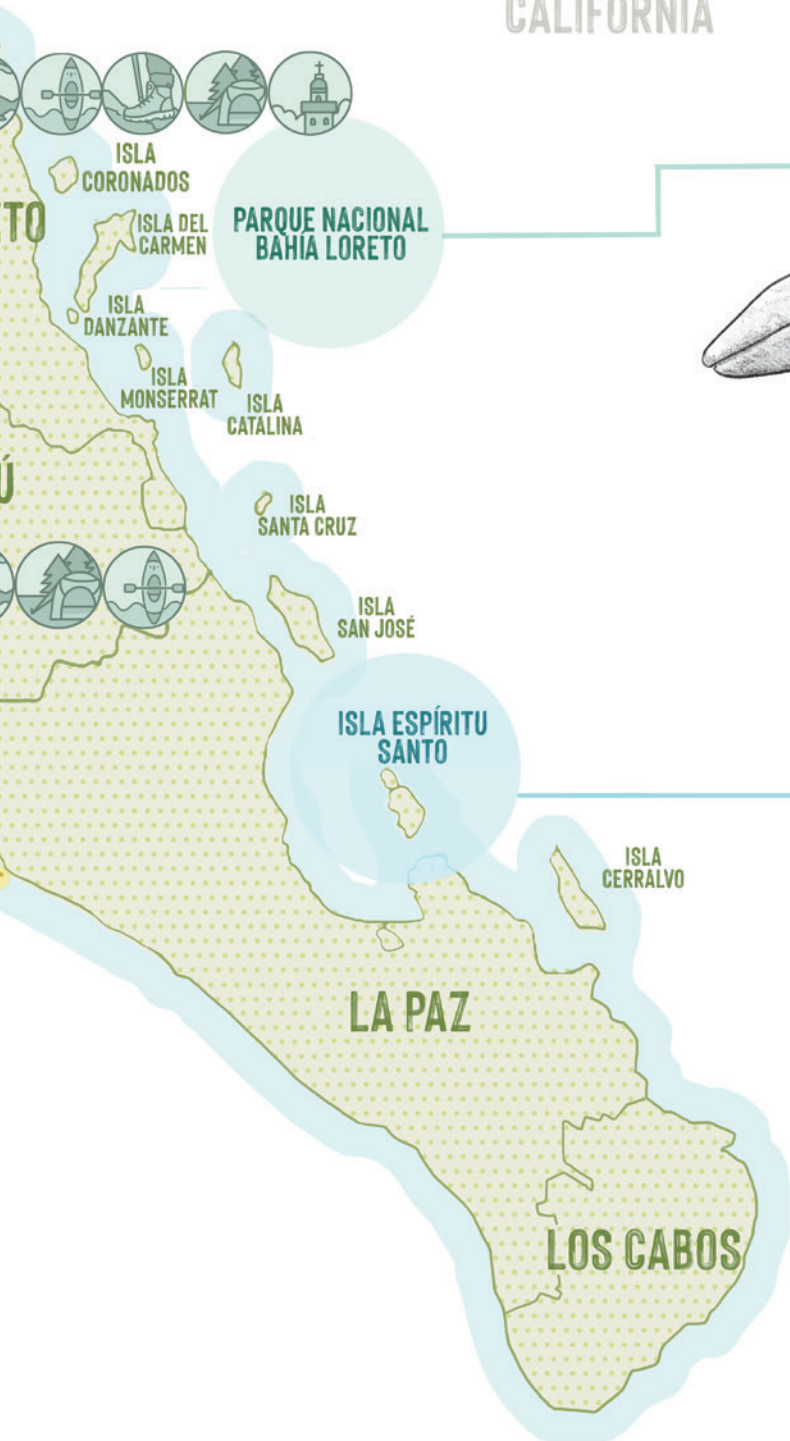 CALIFORNIA
ISLA
CORONADOS
TO
ISLA DEL
CARMEN
PARQUE NACIONAL
BAHÍA LORETO
ISLA
DANZANTE
ISLA
MONSERRAT
ISLA
CATALINA
Ú
ISLA
SANTA CRUZ
ISLA
SAN JOSÉ
ISLA ESPÍRITU
SANTO
ISLA
CERRALVO
LA PAZ
LOS CABOS